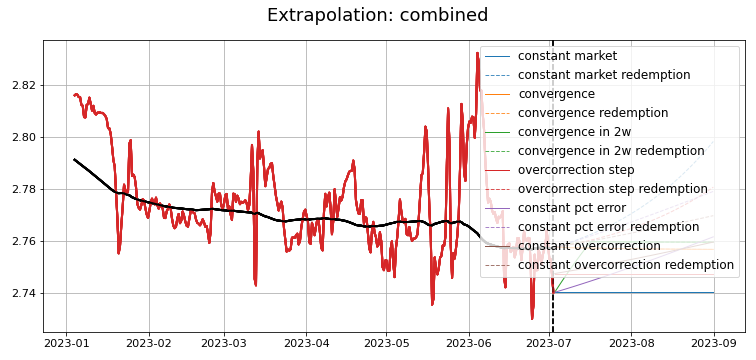 Extrapolation: combined
2.82
2.80
2.78
2.76
2.74
constant market
constant market redemption
convergence
convergence redemption
convergence in 2w
convergence in 2w redemption
overcorrection step
overcorrection step redemption
constant pct error
constant pct error redemption
constant overcorrection
constant overcorrection redemption
2023-01 2023-02 2023-03 2023-04 2023-05 2023-06 2023-07 2023-08 2023-09